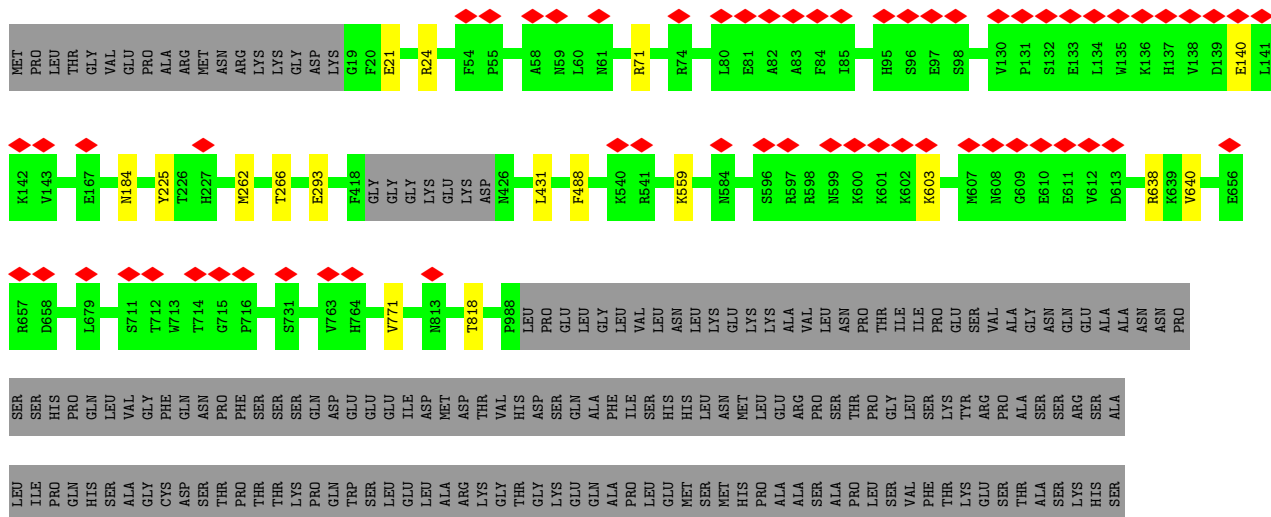 MET PRO LEU THR GLY VAL GLU PRO ALA ARG MET ASN ARG LYS LYS GLY ASP LYS G19 F20 E21 R24 F54 P55 A58 N59 L60 N61 R71 R74 L80 E81 A82 A83 F84 I85 H95 S96 E97 S98 V130 P131 S132 E133 L134 W135 K136 H137 V138 D139 E140 L141
K142 V143 E167 N184 Y225 T226 H227 M262 T266 E293 F418 GLY GLY GLY LYS GLU LYS ASP N426 L431 F488 K540 R541 K559 N584 S596 R597 R598 N599 K600 K601 K602 K603 M607 N608 G609 E610 E611 V612 D613 R638 K639 V640 E656
R657 D658 L679 S711 T712 W713 T714 G715 P716 S731 V763 H764 V771 N813 T818 P988 LEU PRO GLU LEU GLY LEU VAL LEU ASN LEU LYS GLU LYS LYS ALA VAL LEU ASN PRO THR ILE ILE PRO GLU SER VAL ALA GLY ASN GLN GLU ALA ALA ASN ASN PRO
SER SER HIS PRO GLN LEU VAL GLY PHE GLN ASN PRO PHE SER SER SER GLN ASP GLU GLU GLU ILE ASP MET ASP THR VAL HIS ASP SER GLN ALA PHE ILE SER HIS HIS LEU ASN MET LEU GLU ARG PRO SER THR PRO GLY LEU SER LYS TYR ARG PRO ALA SER SER ARG SER ALA
LEU ILE PRO GLN HIS SER ALA GLY CYS ASP SER THR PRO THR THR LYS PRO GLN TRP SER LEU GLU LEU ALA ARG LYS GLY THR GLY LYS GLU GLN ALA PRO LEU GLU MET SER MET HIS PRO ALA ALA SER ALA PRO LEU SER VAL PHE THR LYS GLU SER THR ALA SER LYS HIS SER